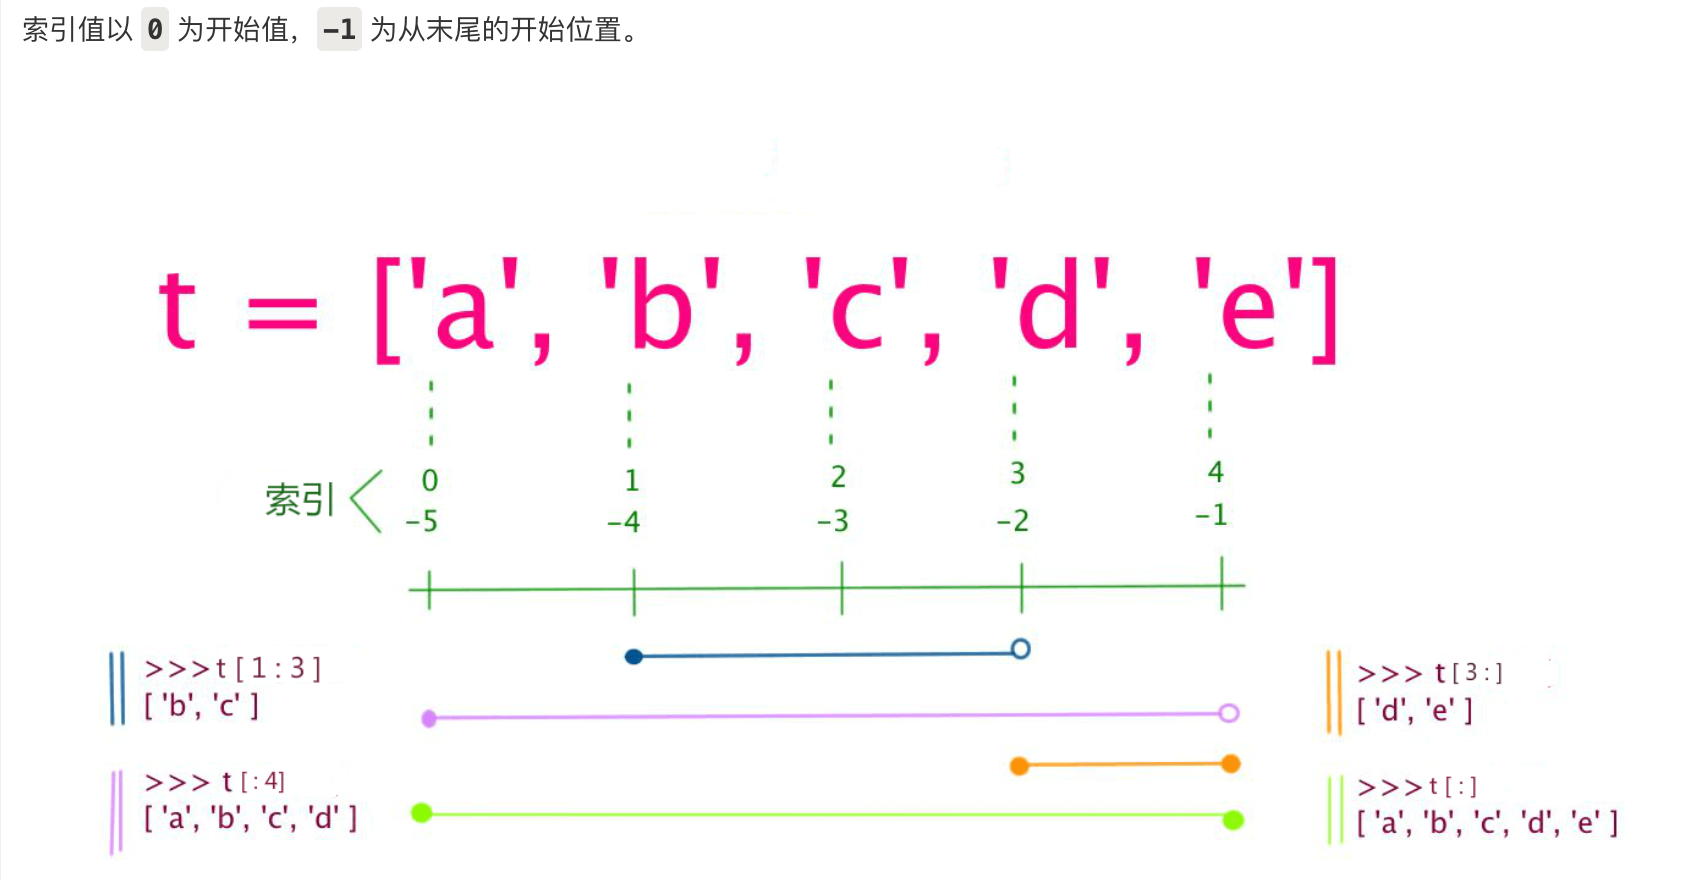 索引值以 0 为开始值，-1 为从末尾的开始位置。
t = ['a', 'b', 'c', 'd', 'e']
索引
0 1 2 3 4
-5 -4 -3 -2 -1
>>>t[1:3]
['b', 'c']
>>> t[:4]
['a', 'b', 'c', 'd']
>>> t[3:]
['d', 'e']
>>>t[:]
['a', 'b', 'c', 'd', 'e']